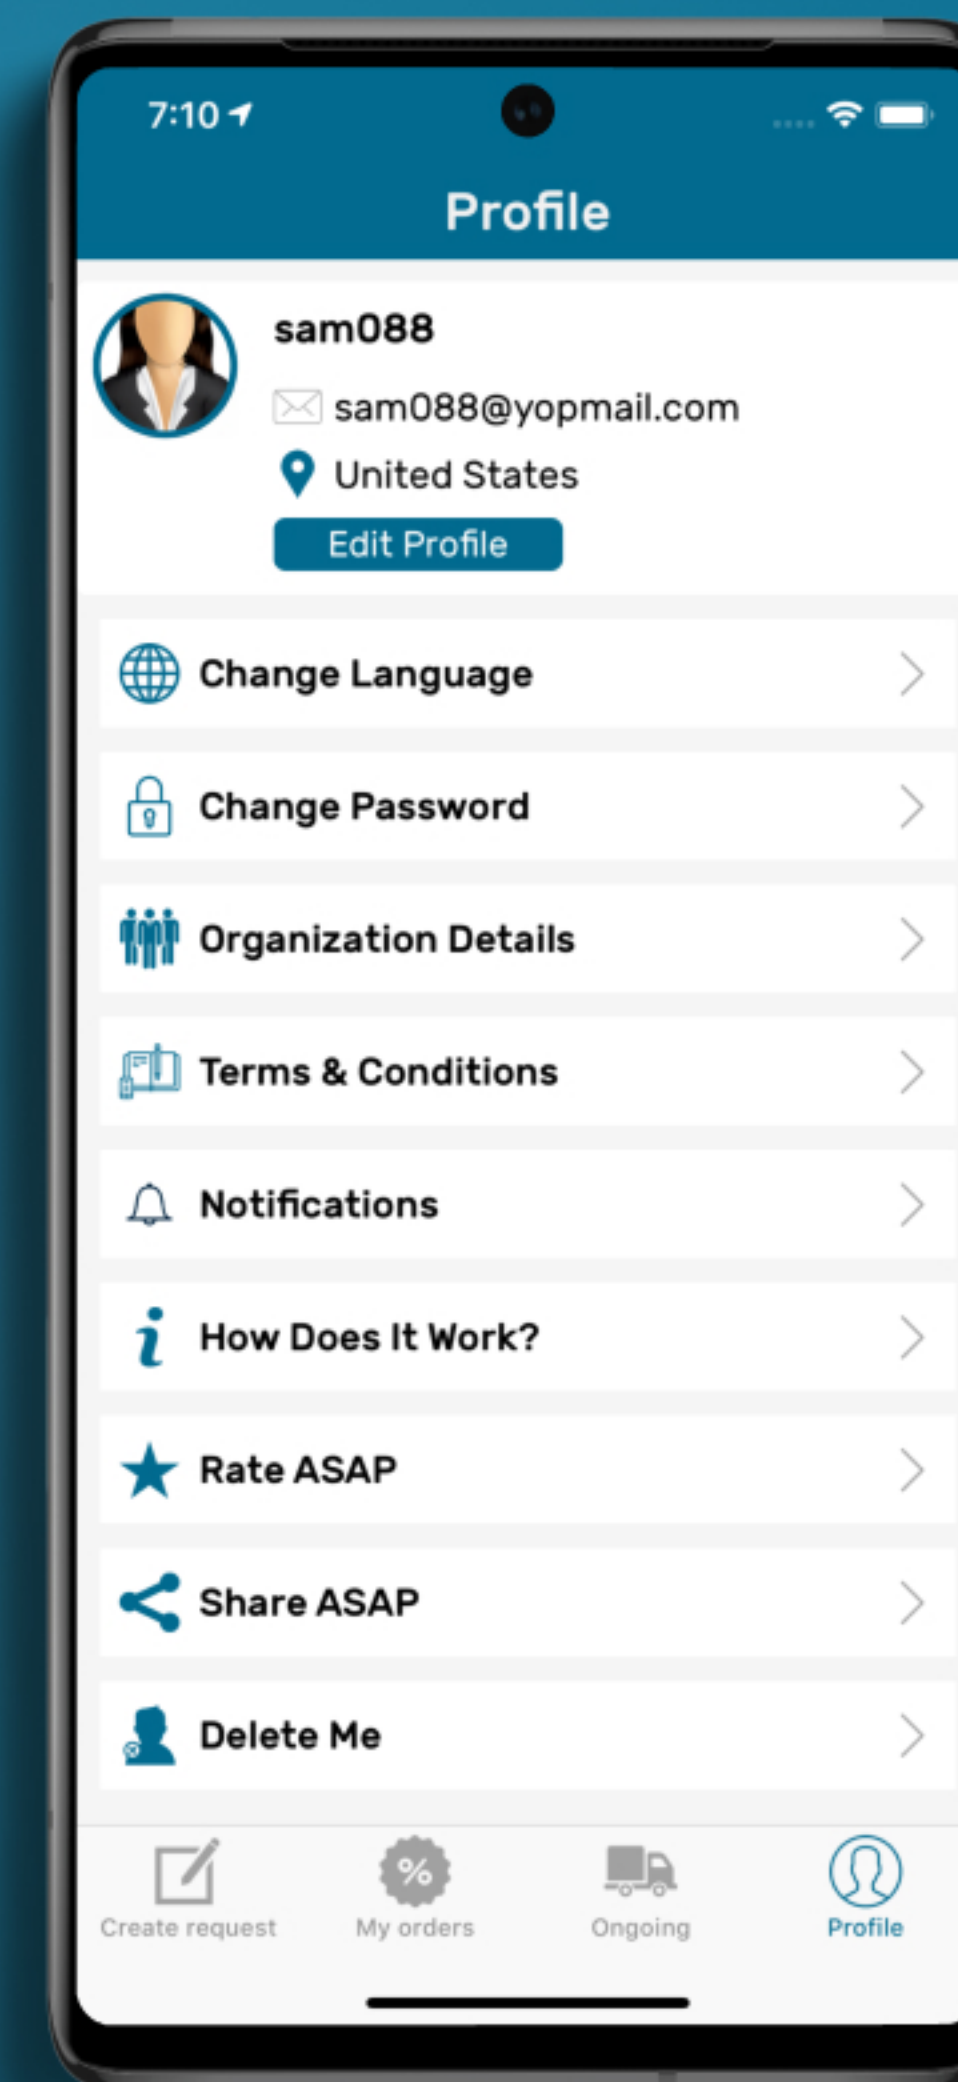 7:10
Profile
sam088
sam088@yopmail.com
United States
Edit Profile
Change Language
Change Password
Organization Details
Terms & Conditions
Notifications
How Does It Work?
Rate ASAP
Share ASAP
Delete Me
%
Create request
My orders
Ongoing
Profile